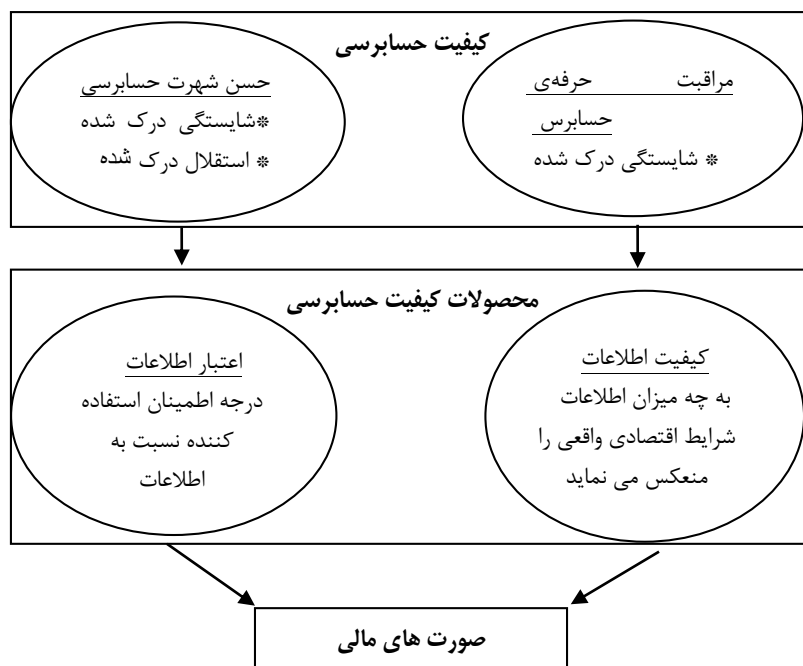 کیفیت حسابرسی
مراقبت حرفه‌ی
حسابرس
* شایستگی درک شده
حسن شهرت حسابرسی
*شایستگی درک شده
* استقلال درک شده
محصولات کیفیت حسابرسی
کیفیت اطلاعات
به چه میزان اطلاعات
شرایط اقتصادی واقعی را
منعکس می نماید
اعتبار اطلاعات
درجه اطمینان استفاده
کننده نسبت به
اطلاعات
صورت های مالی